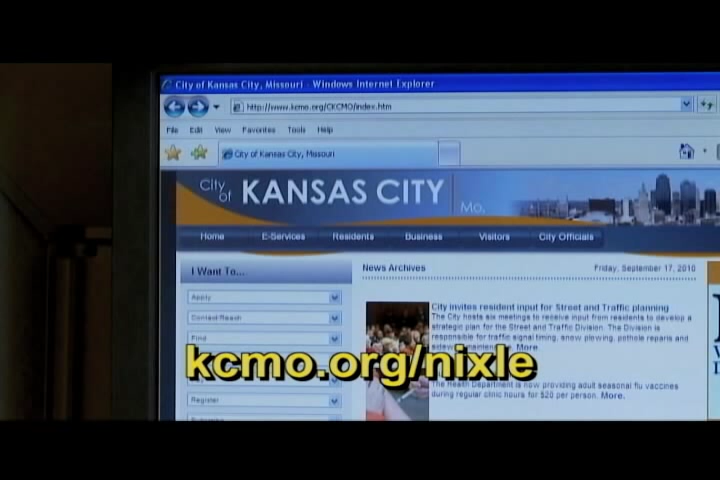 City of Kansas City, Missouri - Windows Internet Explorer
http://www.kcmo.org/CKCMO/index.htm
File Edit View Favorites Tools Help
City of Kansas City, Missouri
City of KANSAS CITY Mo.
Home E-Services Residents Business Visitors City Officials
I Want To...
News Archives
Friday, September 17, 2010
Apply
Contact/Reach
Find
Register
City invites resident input for Street and Traffic planning
The City hosts six meetings to receive input from residents to develop a
strategic plan for the Street and Traffic Division. The Division is
responsible for traffic signal timing, snow plowing, pothole repairs and
More.
kcmo.org/nixle
The Health Department is now providing adult seasonal flu vaccines
during regular clinic hours for $20 per person. More.